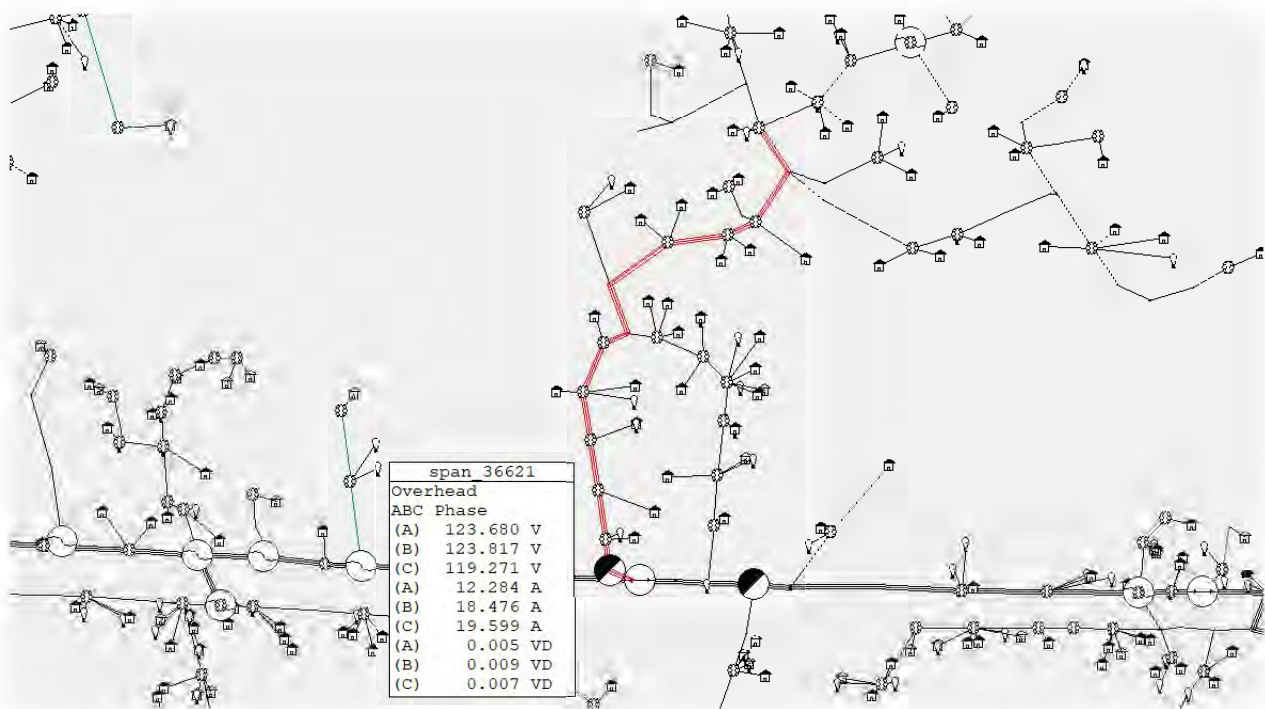 span_36621
Overhead
ABC Phase
(A) 123.680 V
(B) 123.817 V
(C) 119.271 V
(A) 12.284 A
(B) 18.476 A
(C) 19.599 A
(A) 0.005 VD
(B) 0.009 VD
(C) 0.007 VD